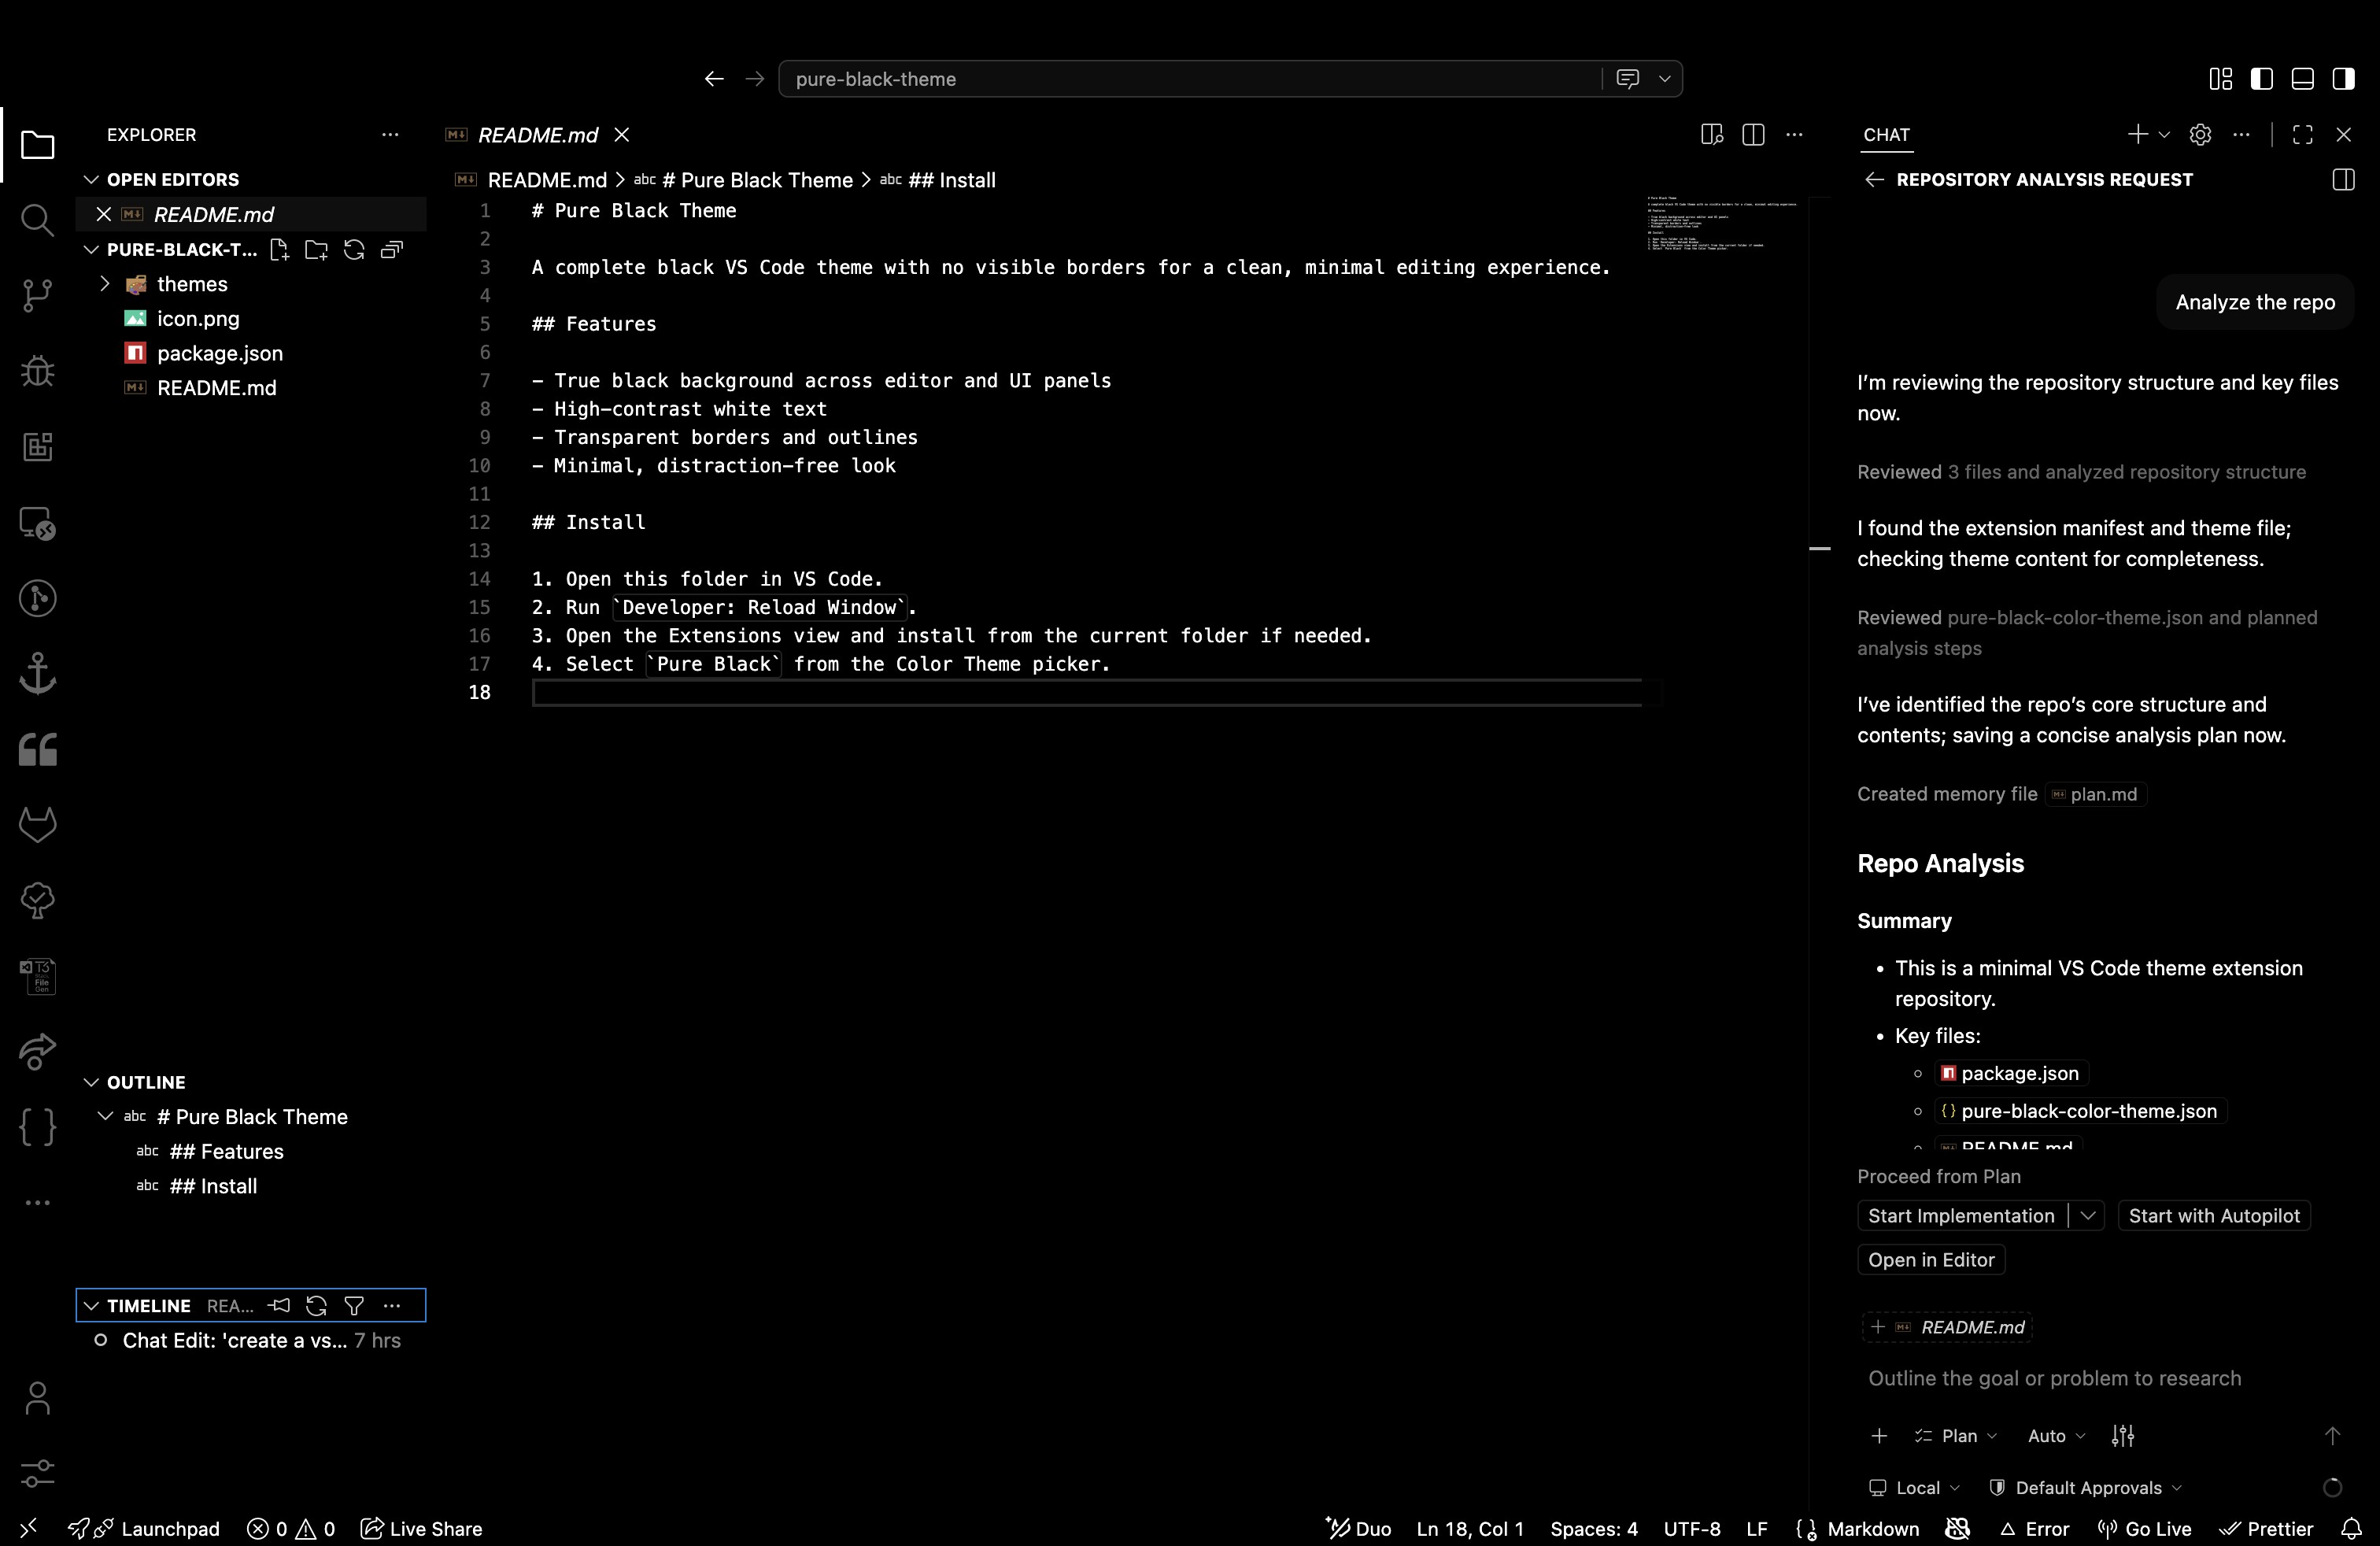 pure-black-theme
EXPLORER
OPEN EDITORS
README.md
PURE-BLACK-T...
themes
icon.png
package.json
README.md
OUTLINE
abc # Pure Black Theme
abc ## Features
abc ## Install
TIMELINE REA...
Chat Edit: 'create a vs... 7 hrs
README.md
README.md > abc # Pure Black Theme > abc ## Install
1 # Pure Black Theme
2
3 A complete black VS Code theme with no visible borders for a clean, minimal editing experience.
4
5 ## Features
6
7 - True black background across editor and UI panels
8 - High-contrast white text
9 - Transparent borders and outlines
10 - Minimal, distraction-free look
11
12 ## Install
13
14 1. Open this folder in VS Code.
15 2. Run `Developer: Reload Window`.
16 3. Open the Extensions view and install from the current folder if needed.
17 4. Select `Pure Black` from the Color Theme picker.
18
CHAT
REPOSITORY ANALYSIS REQUEST
Analyze the repo
I’m reviewing the repository structure and key files
now.
Reviewed 3 files and analyzed repository structure
I found the extension manifest and theme file;
checking theme content for completeness.
Reviewed pure-black-color-theme.json and planned
analysis steps
I’ve identified the repo’s core structure and
contents; saving a concise analysis plan now.
Created memory file plan.md
Repo Analysis
Summary
• This is a minimal VS Code theme extension
repository.
• Key files:
package.json
{} pure-black-color-theme.json
README.md
Proceed from Plan
Start Implementation
Start with Autopilot
Open in Editor
+ README.md
Outline the goal or problem to research
+ Plan Auto
Local Default Approvals
Launchpad 0 0 Live Share
Duo Ln 18, Col 1 Spaces: 4 UTF-8 LF Markdown Error Go Live Prettier